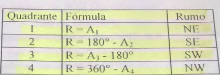 Quadrante Fórmula Rumo
1 R = A₁ NE
2 R = 180° - A₂ SE
3 R = A₃ - 180° SW
4 R = 360° - A₄ NW